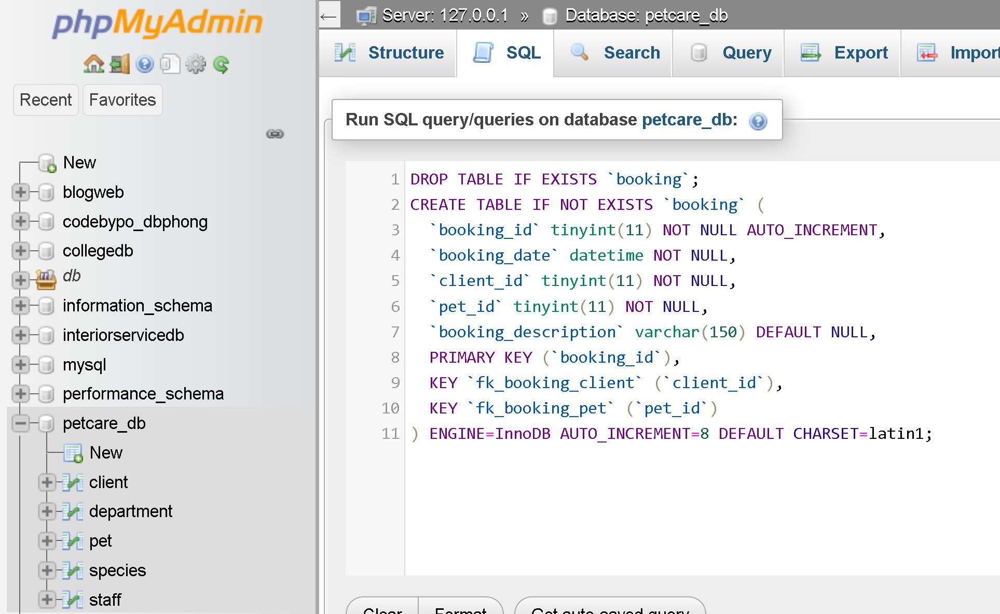 phpMyAdmin
Recent Favorites
New
blogweb
codebypo_dbphong
collegedb
db
information_schema
interiorservicedb
mysql
performance_schema
petcare_db
New
client
department
pet
species
staff
← Server: 127.0.0.1 » Database: petcare_db
Structure SQL Search Query Export Import
Run SQL query/queries on database petcare_db:
1 DROP TABLE IF EXISTS `booking`;
2 CREATE TABLE IF NOT EXISTS `booking` (
3 `booking_id` tinyint(11) NOT NULL AUTO_INCREMENT,
4 `booking_date` datetime NOT NULL,
5 `client_id` tinyint(11) NOT NULL,
6 `pet_id` tinyint(11) NOT NULL,
7 `booking_description` varchar(150) DEFAULT NULL,
8 PRIMARY KEY (`booking_id`),
9 KEY `fk_booking_client` (`client_id`),
10 KEY `fk_booking_pet` (`pet_id`)
11 ) ENGINE=InnoDB AUTO_INCREMENT=8 DEFAULT CHARSET=latin1;
Clear Format Get auto-saved query